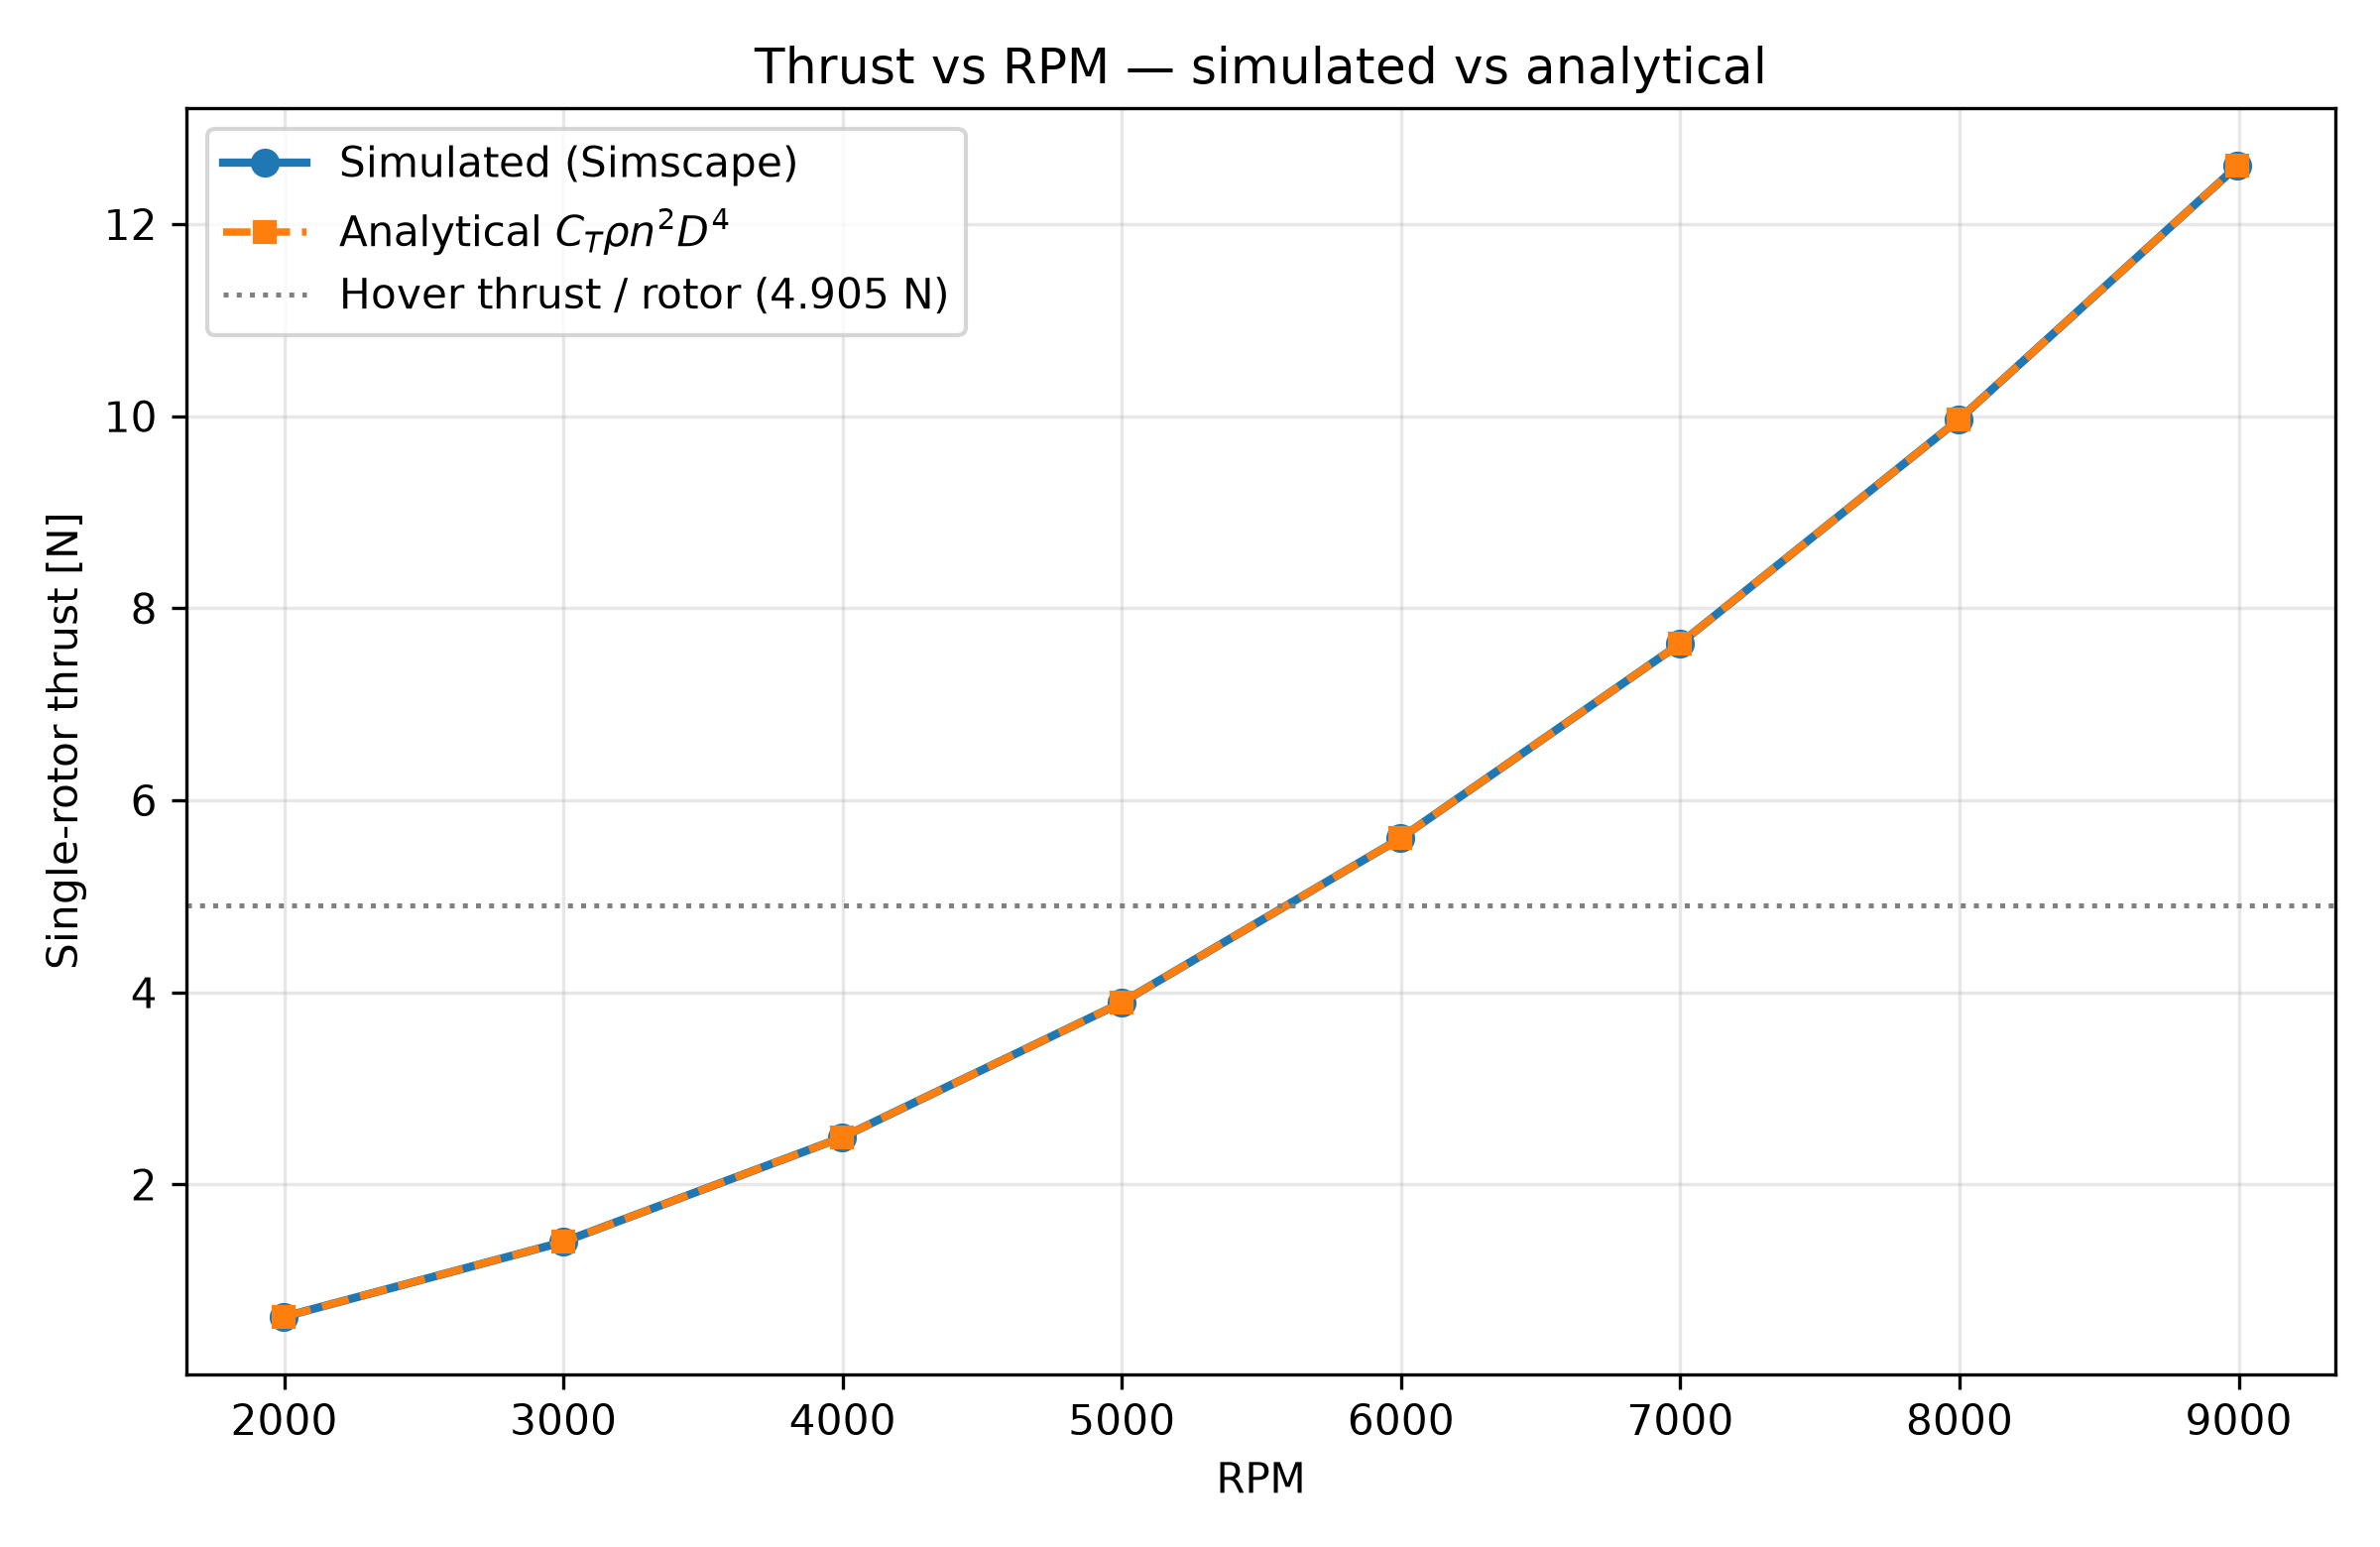 Thrust vs RPM — simulated vs analytical
Simulated (Simscape)
Analytical $C_T\rho n^2D^4$
Hover thrust / rotor (4.905 N)
12
10
8
6
4
2
Single-rotor thrust [N]
2000 3000 4000 5000 6000 7000 8000 9000
RPM